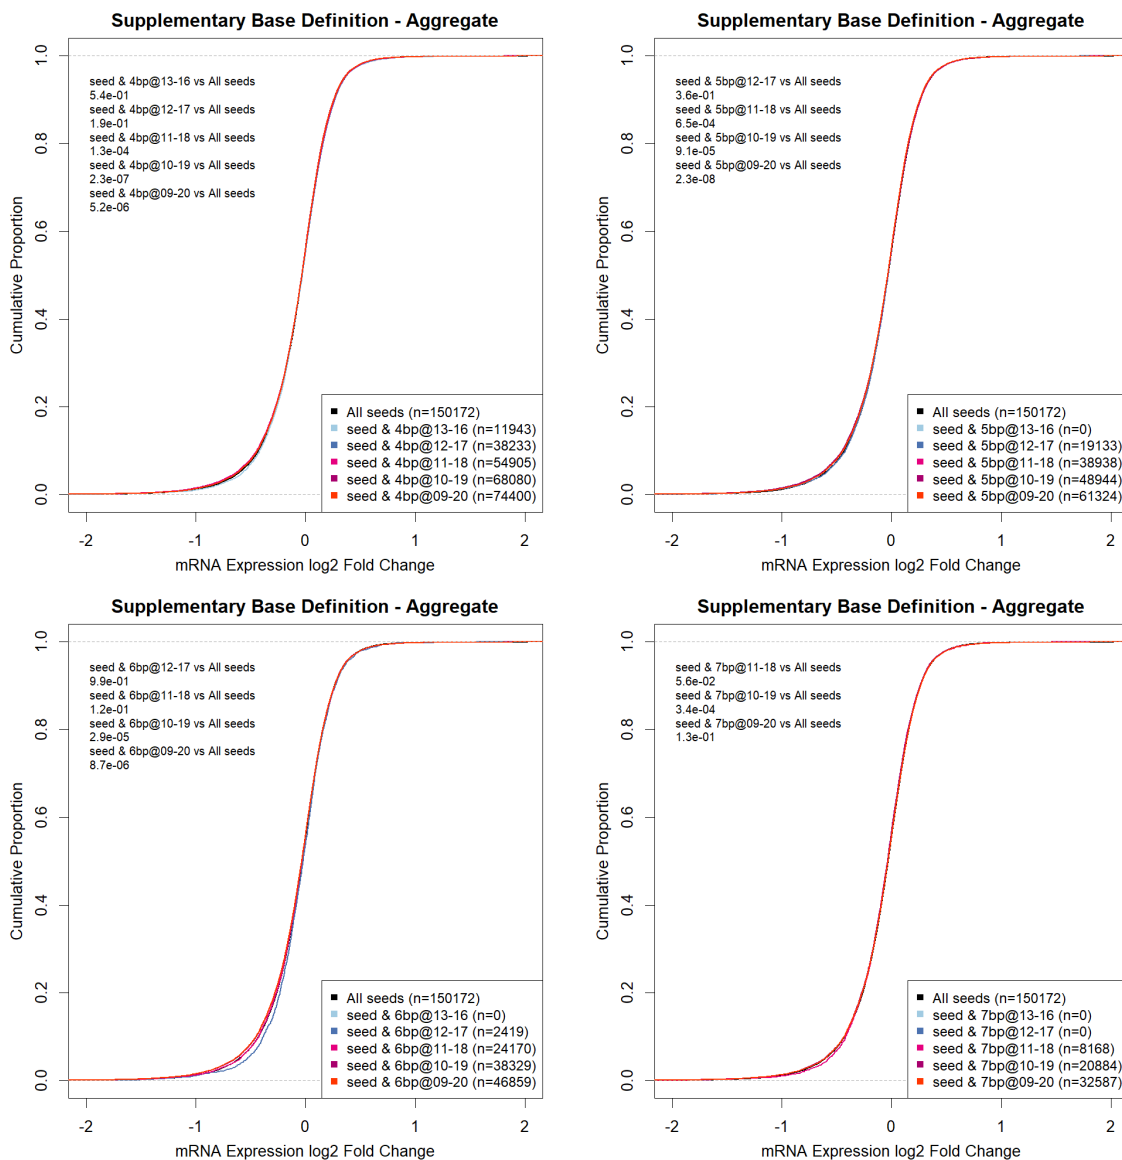 Supplementary Base Definition - Aggregate
seed & 4bp@13-16 vs All seeds
5.4e-01
seed & 4bp@12-17 vs All seeds
1.9e-01
seed & 4bp@11-18 vs All seeds
1.3e-04
seed & 4bp@10-19 vs All seeds
2.3e-07
seed & 4bp@09-20 vs All seeds
5.2e-06
Cumulative Proportion
1.0
0.8
0.6
0.4
0.2
0.0
All seeds (n=150172)
seed & 4bp@13-16 (n=11943)
seed & 4bp@12-17 (n=38233)
seed & 4bp@11-18 (n=54905)
seed & 4bp@10-19 (n=68080)
seed & 4bp@09-20 (n=74400)
-2 -1 0 1 2
mRNA Expression log2 Fold Change
Supplementary Base Definition - Aggregate
seed & 5bp@12-17 vs All seeds
3.6e-01
seed & 5bp@11-18 vs All seeds
6.5e-04
seed & 5bp@10-19 vs All seeds
9.1e-05
seed & 5bp@09-20 vs All seeds
2.3e-08
Cumulative Proportion
1.0
0.8
0.6
0.4
0.2
0.0
All seeds (n=150172)
seed & 5bp@13-16 (n=0)
seed & 5bp@12-17 (n=19133)
seed & 5bp@11-18 (n=38938)
seed & 5bp@10-19 (n=48944)
seed & 5bp@09-20 (n=61324)
-2 -1 0 1 2
mRNA Expression log2 Fold Change
Supplementary Base Definition - Aggregate
seed & 6bp@12-17 vs All seeds
9.9e-01
seed & 6bp@11-18 vs All seeds
1.2e-01
seed & 6bp@10-19 vs All seeds
2.9e-05
seed & 6bp@09-20 vs All seeds
8.7e-06
Cumulative Proportion
1.0
0.8
0.6
0.4
0.2
0.0
All seeds (n=150172)
seed & 6bp@13-16 (n=0)
seed & 6bp@12-17 (n=2419)
seed & 6bp@11-18 (n=24170)
seed & 6bp@10-19 (n=38329)
seed & 6bp@09-20 (n=46859)
-2 -1 0 1 2
mRNA Expression log2 Fold Change
Supplementary Base Definition - Aggregate
seed & 7bp@11-18 vs All seeds
5.6e-02
seed & 7bp@10-19 vs All seeds
3.4e-04
seed & 7bp@09-20 vs All seeds
1.3e-01
Cumulative Proportion
1.0
0.8
0.6
0.4
0.2
0.0
All seeds (n=150172)
seed & 7bp@13-16 (n=0)
seed & 7bp@12-17 (n=0)
seed & 7bp@11-18 (n=8168)
seed & 7bp@10-19 (n=20884)
seed & 7bp@09-20 (n=32587)
-2 -1 0 1 2
mRNA Expression log2 Fold Change